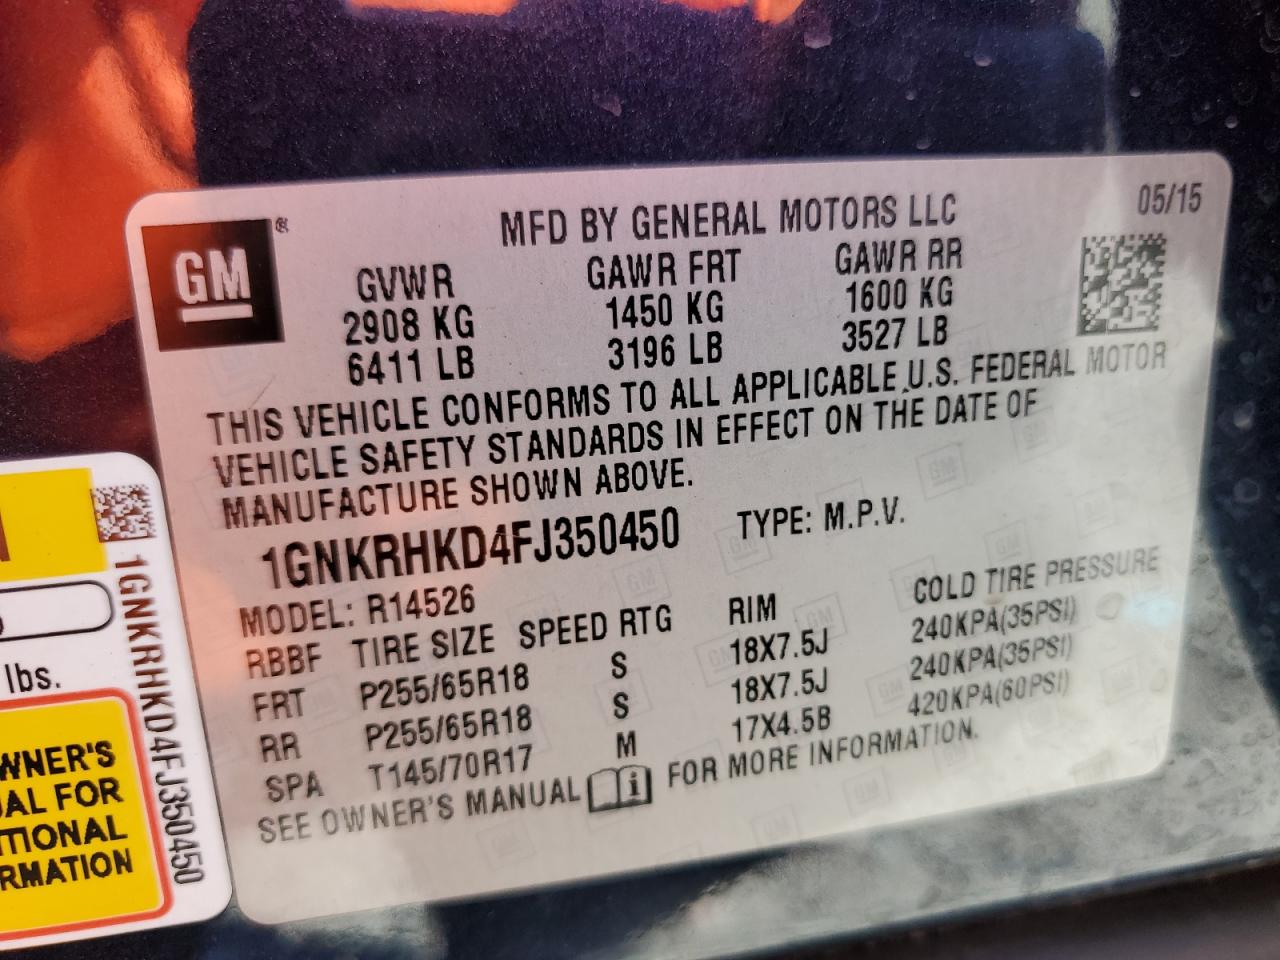 GM ®
MFD BY GENERAL MOTORS LLC 05/15
GVWR GAWR FRT GAWR RR
2908 KG 1450 KG 1600 KG
6411 LB 3196 LB 3527 LB
THIS VEHICLE CONFORMS TO ALL APPLICABLE U.S. FEDERAL MOTOR
VEHICLE SAFETY STANDARDS IN EFFECT ON THE DATE OF
MANUFACTURE SHOWN ABOVE.
1GNKRHKD4FJ350450 TYPE: M.P.V.
MODEL: R14526
RBBF TIRE SIZE SPEED RTG RIM COLD TIRE PRESSURE
FRT P255/65R18 S 18X7.5J 240KPA(35PSI)
RR P255/65R18 S 18X7.5J 240KPA(35PSI)
SPA T145/70R17 M 17X4.5B 420KPA(60PSI)
SEE OWNER'S MANUAL FOR MORE INFORMATION.
1GNKRHKD4FJ350450
lbs.
WNER'S
AL FOR
TIONAL
RMATION